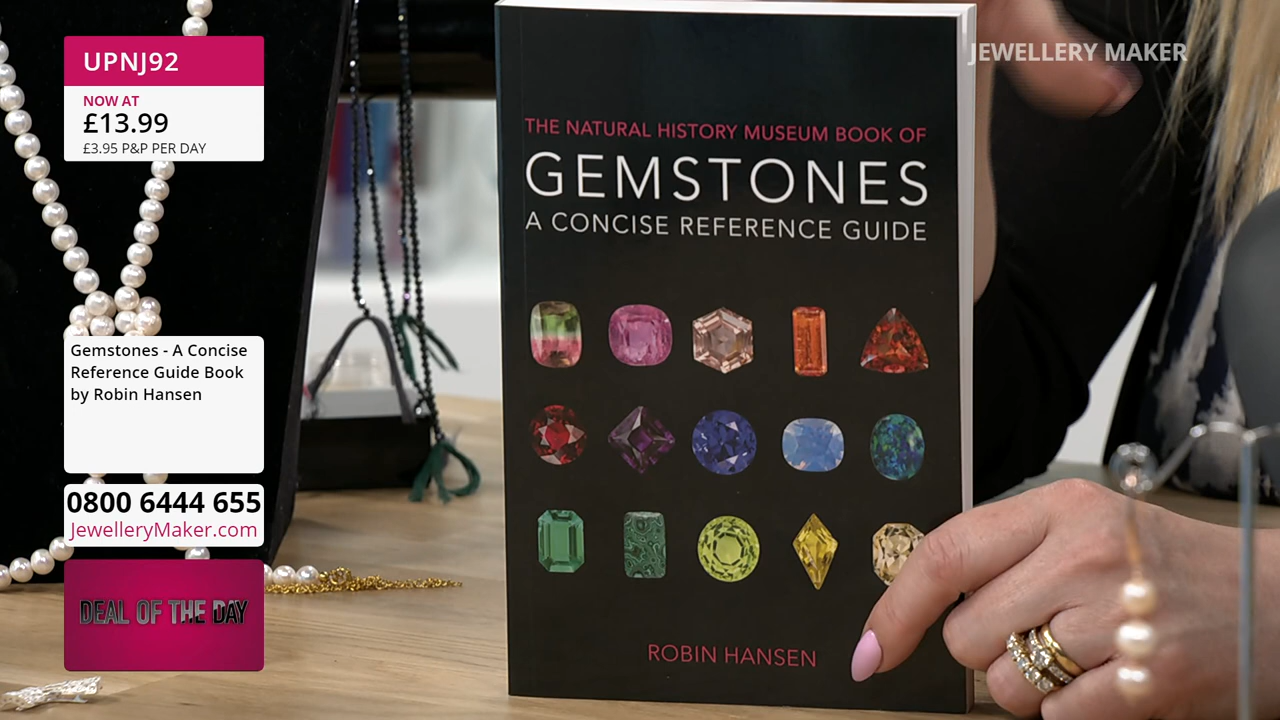 UPNJ92
NOW AT
£13.99
£3.95 P&P PER DAY
Gemstones - A Concise
Reference Guide Book
by Robin Hansen
0800 6444 655
JewelleryMaker.com
DEAL OF THE DAY
JEWELLERY MAKER
THE NATURAL HISTORY MUSEUM BOOK OF
GEMSTONES
A CONCISE REFERENCE GUIDE
ROBIN HANSEN